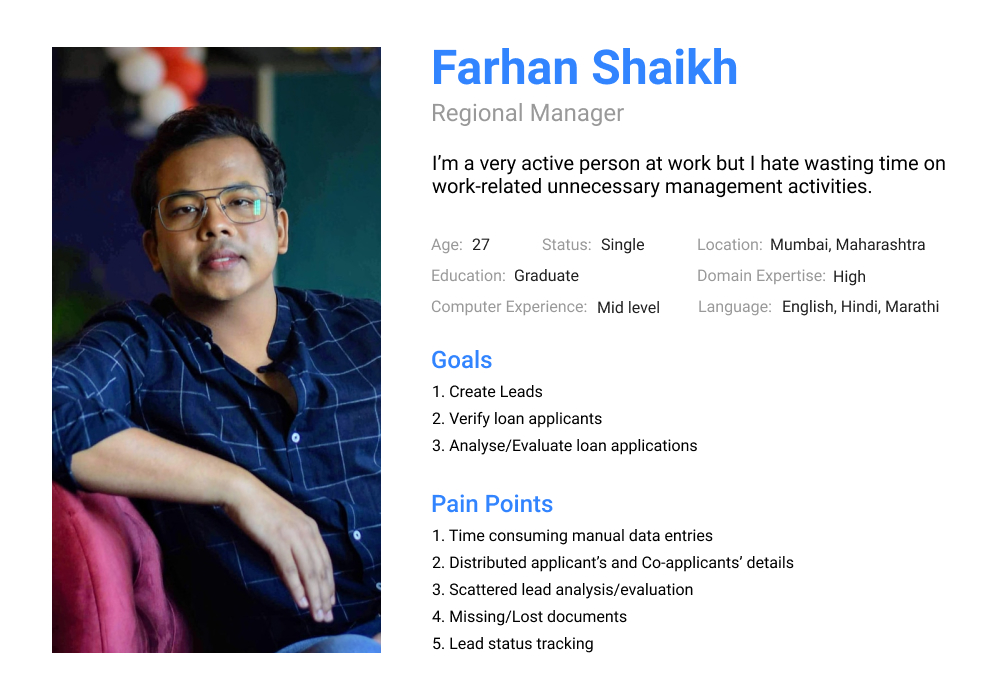 Farhan Shaikh
Regional Manager
I’m a very active person at work but I hate wasting time on
work-related unnecessary management activities.
Age: 27 Status: Single Location: Mumbai, Maharashtra
Education: Graduate Domain Expertise: High
Computer Experience: Mid level Language: English, Hindi, Marathi
Goals
1. Create Leads
2. Verify loan applicants
3. Analyse/Evaluate loan applications
Pain Points
1. Time consuming manual data entries
2. Distributed applicant’s and Co-applicants’ details
3. Scattered lead analysis/evaluation
4. Missing/Lost documents
5. Lead status tracking